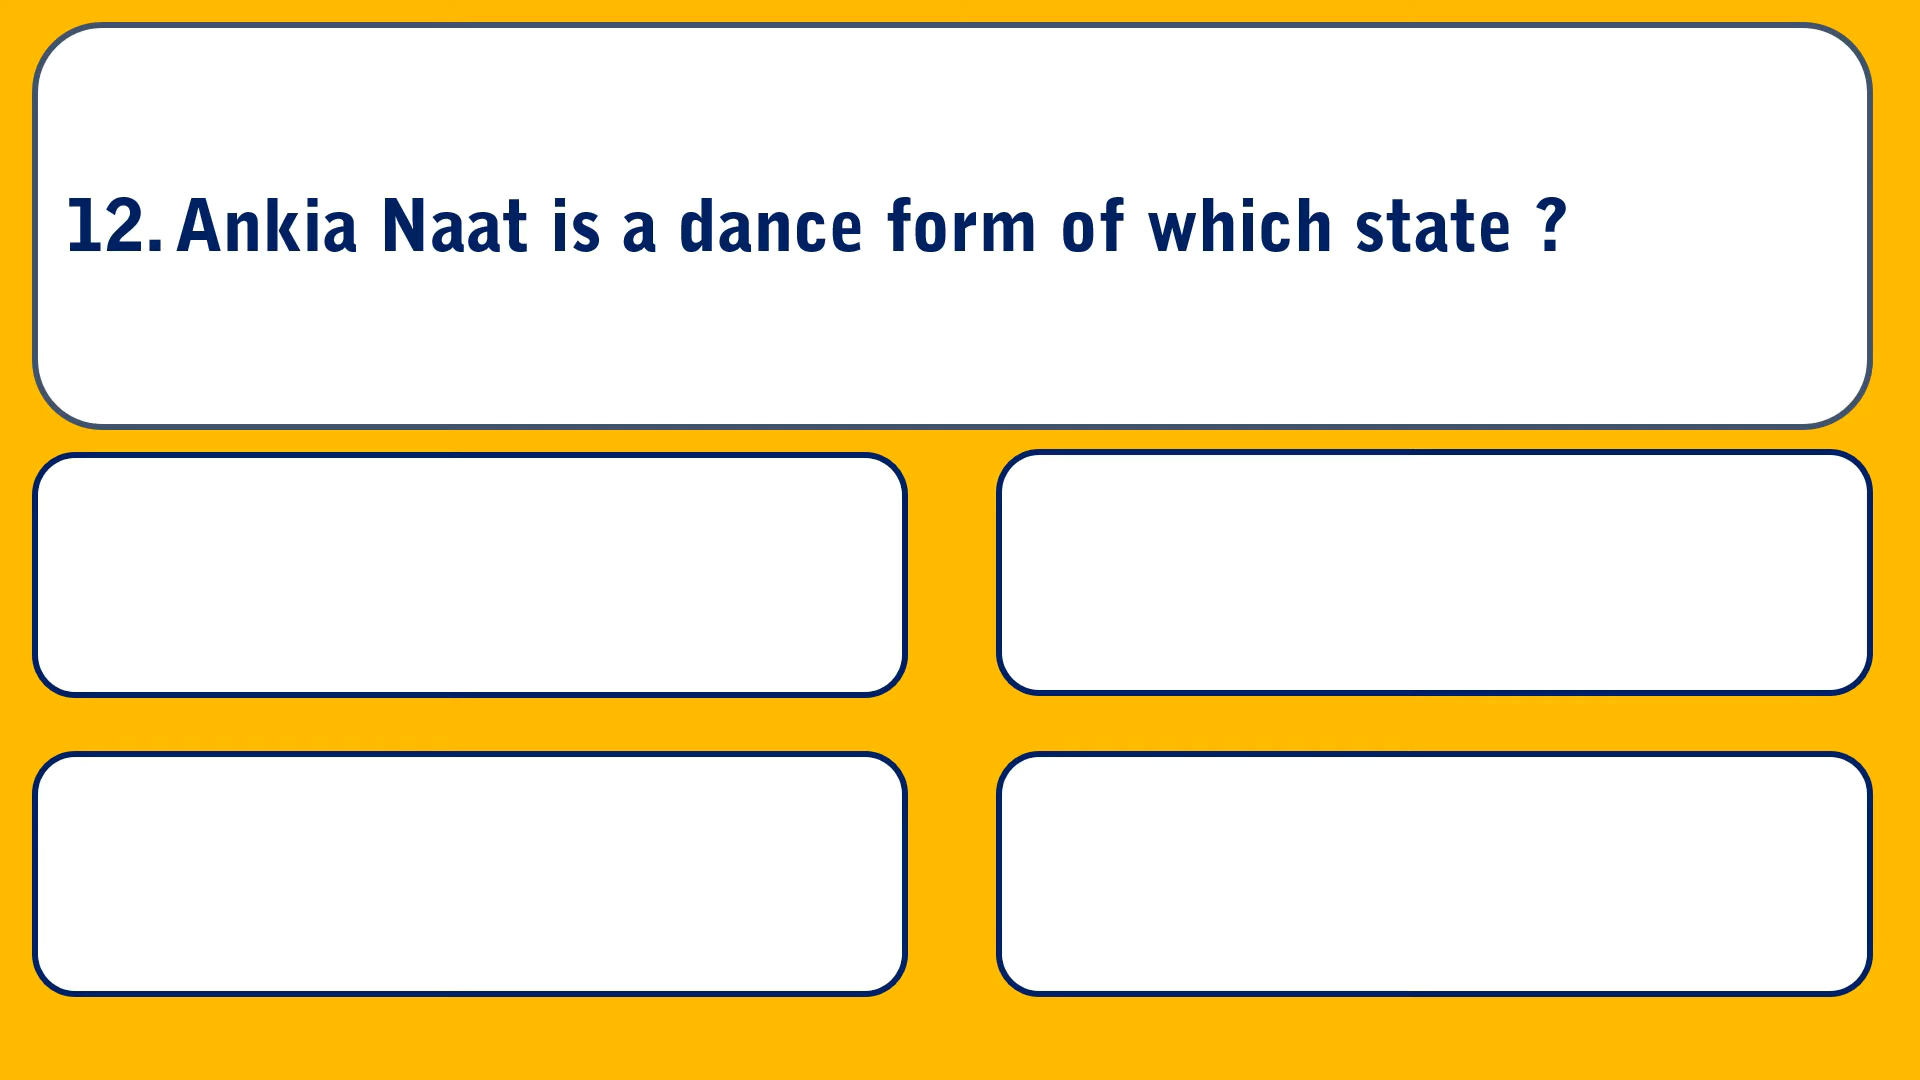 12. Ankia Naat is a dance form of which state ?